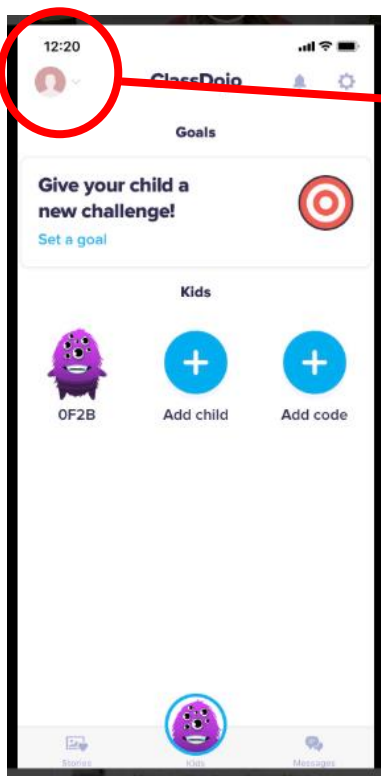 12:20
ClassDojo
Goals
Give your child a
new challenge!
Set a goal
Kids
0F2B
Add child
Add code
Stories
Kids
Messages